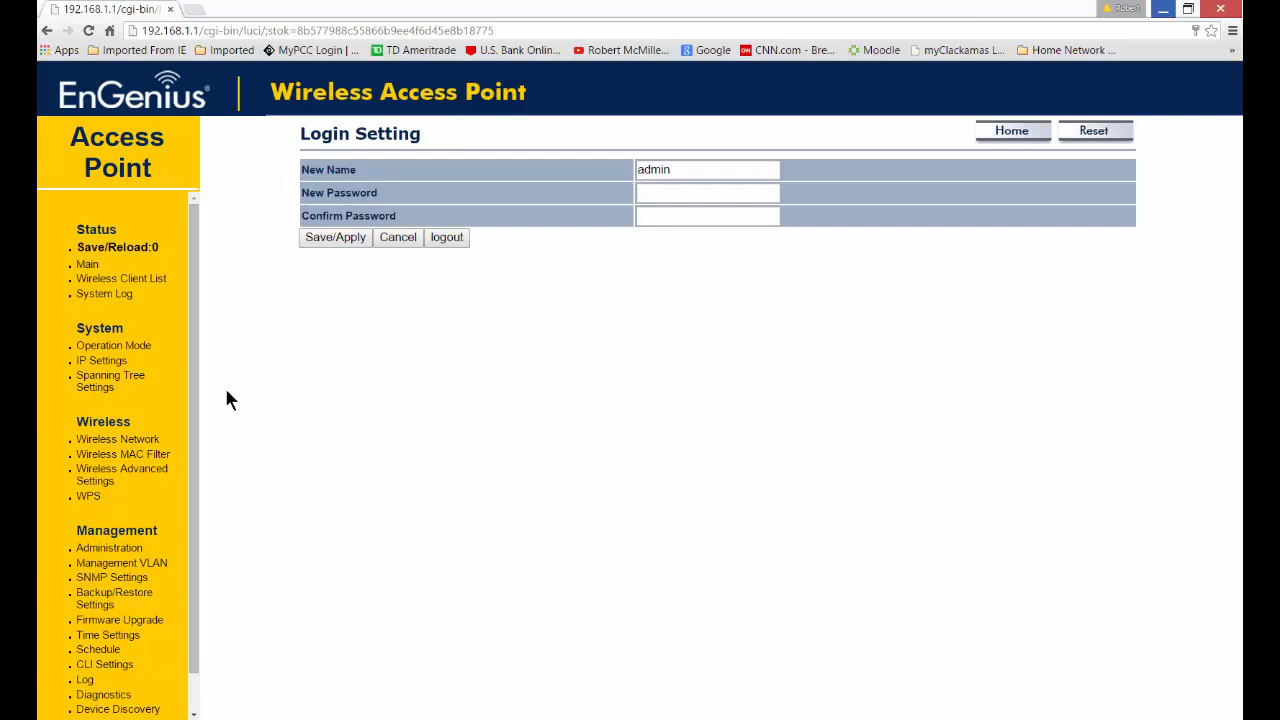 192.168.1.1/cgi-bin/l
Robert
192.168.1.1/cgi-bin/luci/;stok=8b577988c55866b9ee4f6d45e8b18775
Apps Imported From IE Imported MyPCC Login | ... TD Ameritrade U.S. Bank Onlin... Robert McMille... Google CNN.com - Bre... Moodle myClackamas L... Home Network ... »
EnGenius® Wireless Access Point
Access
Point
Login Setting
Home Reset
New Name admin
New Password
Confirm Password
Save/Apply Cancel logout
Status
Save/Reload:0
Main
Wireless Client List
System Log
System
Operation Mode
IP Settings
Spanning Tree
Settings
Wireless
Wireless Network
Wireless MAC Filter
Wireless Advanced
Settings
WPS
Management
Administration
Management VLAN
SNMP Settings
Backup/Restore
Settings
Firmware Upgrade
Time Settings
Schedule
CLI Settings
Log
Diagnostics
Device Discovery